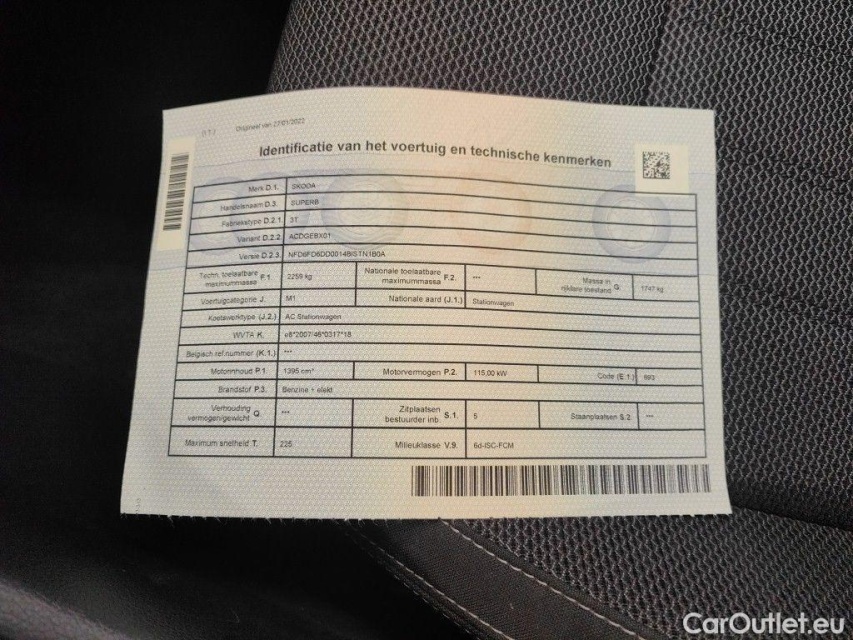 Origineel van 27/01/2022
Identificatie van het voertuig en technische kenmerken
Merk D.1. SKODA
Handelsnaam D.3. SUPERB
Fabriekstype D.2.1. 3T
Variant D.2.2. ACDGEBX01
Versie D.2.3. NFD6FD6DD0014BISTN1B0A
Techn. toelaatbare maximummassa F.1. 2259 kg Nationale toelaatbare maximummassa F.2. --- Massa in rijklare toestand G. 1747 kg
Voertuigcategorie J. M1 Nationale aard (J.1.) Stationwagen
Koetswerktype (J.2.) AC Stationwagen
WVTA K. e8*2007/46*0317*18
Belgisch ref.nummer (K.1.) ---
Motorinhoud P.1. 1395 cm³ Motorvermogen P.2. 115,00 kW Code (E.1.) 993
Brandstof P.3. Benzine + elekt
Verhouding vermogen/gewicht Q. --- Zitplaatsen bestuurder inb. S.1. 5 Staanplaatsen S.2. ---
Maximum snelheid T. 225 Milieuklasse V.9. 6d-ISC-FCM
CarOutlet.eu